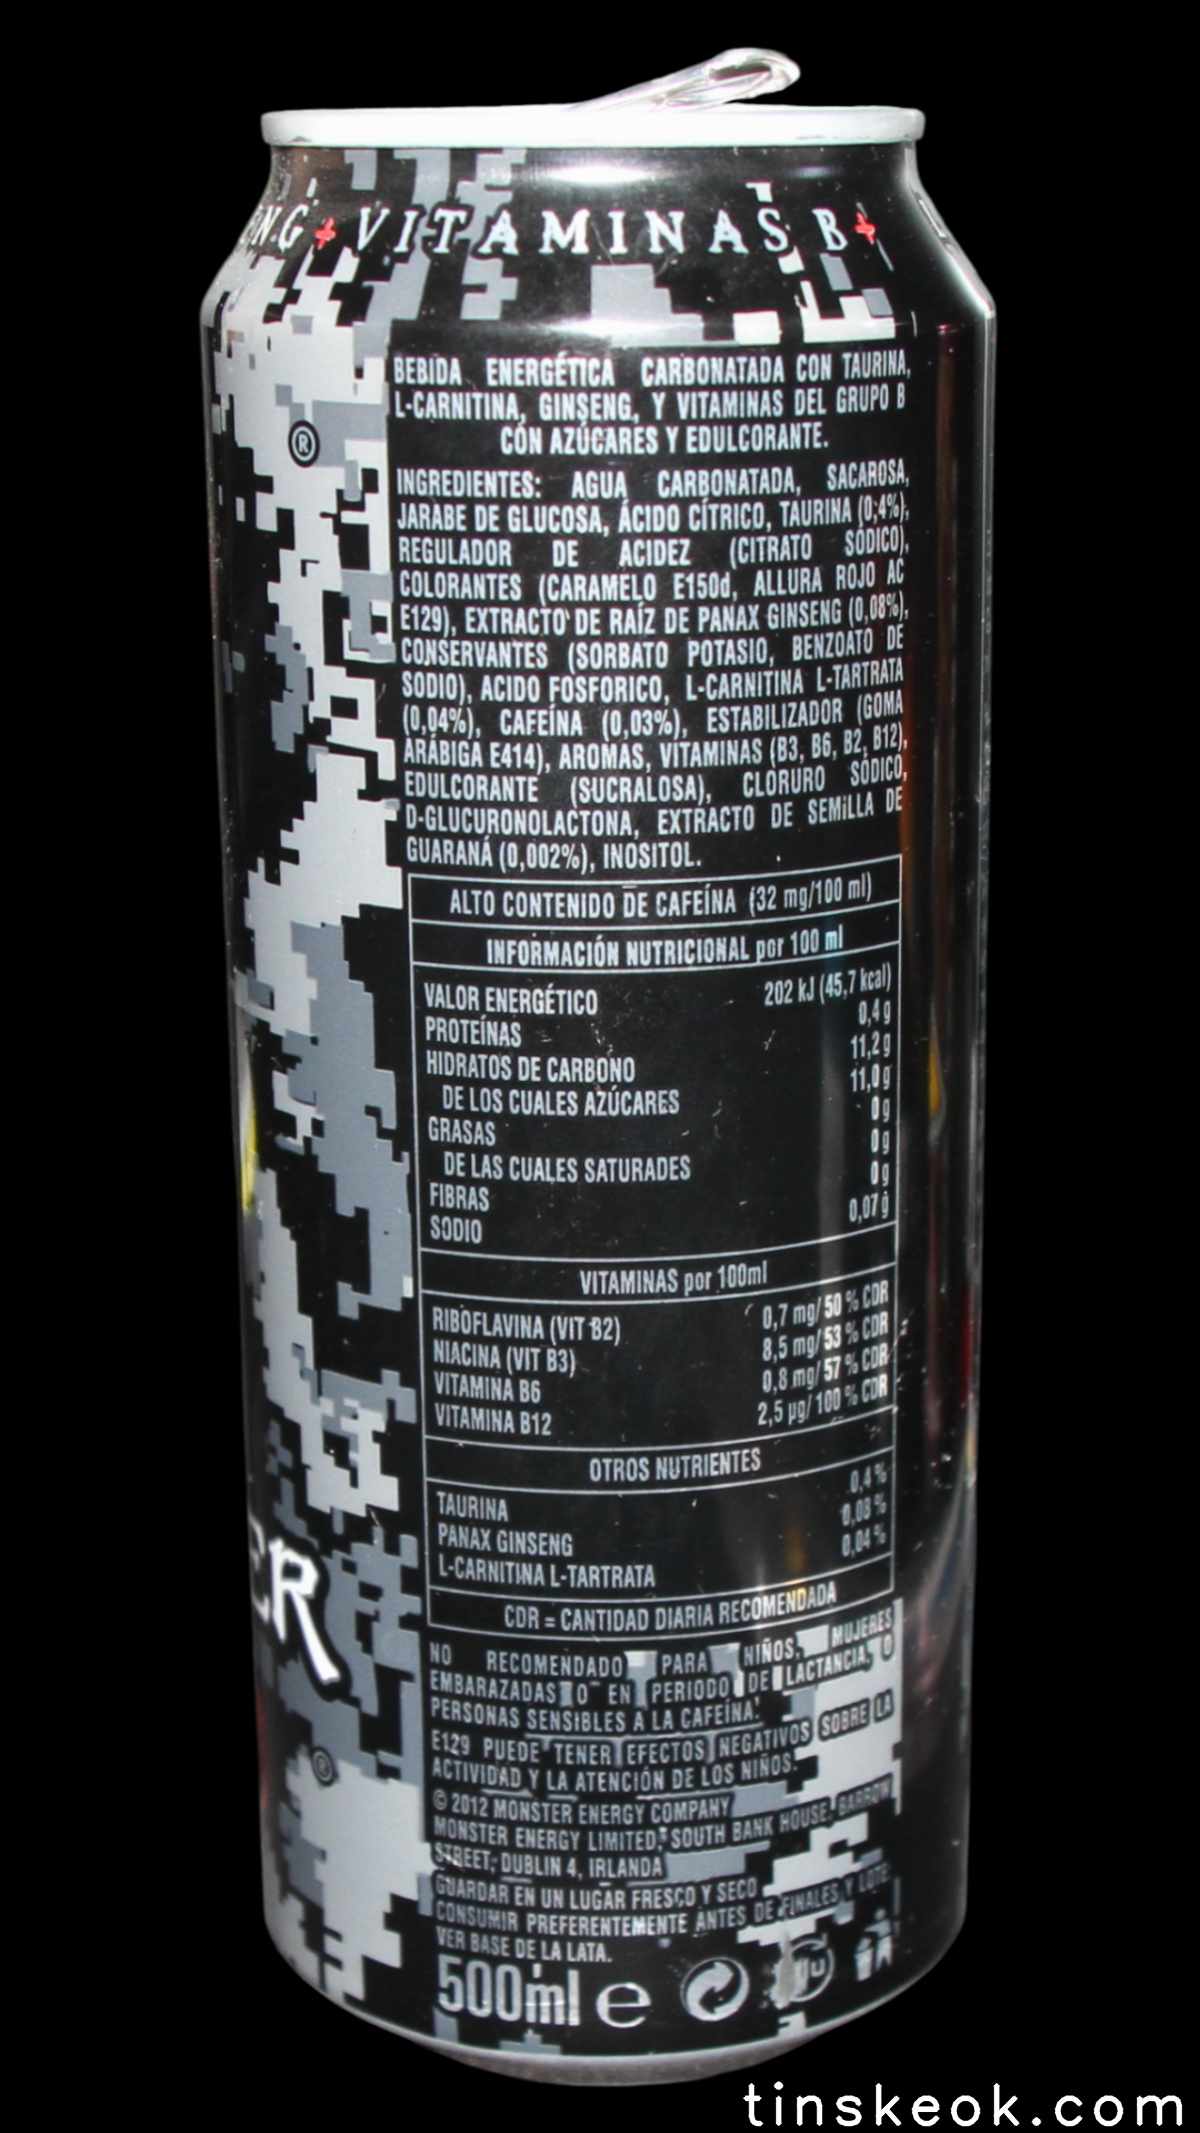 NG + VITAMINAS B +
®
BEBIDA ENERGÉTICA CARBONATADA CON TAURINA,
L-CARNITINA, GINSENG, Y VITAMINAS DEL GRUPO B
CON AZÚCARES Y EDULCORANTE.
INGREDIENTES: AGUA CARBONATADA, SACAROSA,
JARABE DE GLUCOSA, ÁCIDO CÍTRICO, TAURINA (0,4%),
REGULADOR DE ACIDEZ (CITRATO SÓDICO),
COLORANTES (CARAMELO E150d, ALLURA ROJO AC
E129), EXTRACTO DE RAÍZ DE PANAX GINSENG (0,08%),
CONSERVANTES (SORBATO POTASIO, BENZOATO DE
SODIO), ACIDO FOSFORICO, L-CARNITINA L-TARTRATA
(0,04%), CAFEÍNA (0,03%), ESTABILIZADOR (GOMA
ARÁBIGA E414), AROMAS, VITAMINAS (B3, B6, B2, B12),
EDULCORANTE (SUCRALOSA), CLORURO SÓDICO,
D-GLUCURONOLACTONA, EXTRACTO DE SEMILLA DE
GUARANÁ (0,002%), INOSITOL.
ALTO CONTENIDO DE CAFEÍNA (32 mg/100 ml)
INFORMACIÓN NUTRICIONAL por 100 ml
VALOR ENERGÉTICO 202 kJ (45,7 kcal)
PROTEÍNAS 0,4 g
HIDRATOS DE CARBONO 11,2 g
DE LOS CUALES AZÚCARES 11,0 g
GRASAS 0 g
DE LAS CUALES SATURADES 0 g
FIBRAS 0 g
SODIO 0,07 g
VITAMINAS por 100ml
RIBOFLAVINA (VIT B2) 0,7 mg/ 50 % CDR
NIACINA (VIT B3) 8,5 mg/ 53 % CDR
VITAMINA B6 0,8 mg/ 57 % CDR
VITAMINA B12 2,5 µg/ 100 % CDR
OTROS NUTRIENTES
TAURINA 0,4 %
PANAX GINSENG 0,08 %
L-CARNITINA L-TARTRATA 0,04 %
CDR = CANTIDAD DIARIA RECOMENDADA
ER
®
NO RECOMENDADO PARA NIÑOS, MUJERES
EMBARAZADAS O EN PERIODO DE LACTANCIA, O
PERSONAS SENSIBLES A LA CAFEÍNA.
E129 PUEDE TENER EFECTOS NEGATIVOS SOBRE LA
ACTIVIDAD Y LA ATENCIÓN DE LOS NIÑOS.
© 2012 MONSTER ENERGY COMPANY
MONSTER ENERGY LIMITED, SOUTH BANK HOUSE, BARROW
STREET, DUBLIN 4, IRLANDA
GUARDAR EN UN LUGAR FRESCO Y SECO
CONSUMIR PREFERENTEMENTE ANTES DE FINALES Y LOTE:
VER BASE DE LA LATA.
500ml e
tinskeok.com